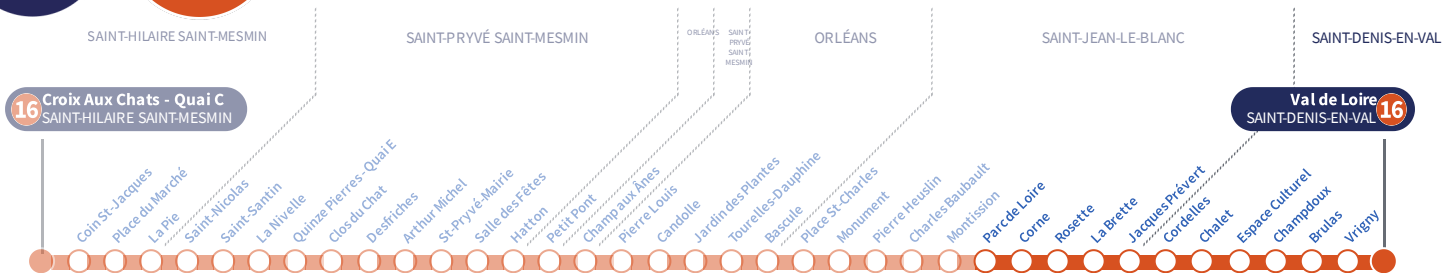 SAINT-HILAIRE SAINT-MESMIN
SAINT-PRYVÉ SAINT-MESMIN
ORLÉANS
SAINT-
PRYVÉ
SAINT-
MESMIN
ORLÉANS
SAINT-JEAN-LE-BLANC
SAINT-DENIS-EN-VAL
16
Croix Aux Chats - Quai C
SAINT-HILAIRE SAINT-MESMIN
Val de Loire
SAINT-DENIS-EN-VAL
16
Coin St-Jacques
Place du Marché
La Pie
Saint-Nicolas
Saint-Santin
La Nivelle
Quinze Pierres - Quai E
Clos du Chat
Desfriches
Arthur Michel
St-Pryvé-Mairie
Salle des Fêtes
Hatton
Petit Pont
Champ aux Ânes
Pierre Louis
Candolle
Jardin des Plantes
Tourelles-Dauphine
Bascule
Place St-Charles
Monument
Pierre Heuslin
Charles Baubault
Montission
Parc de Loire
Corne
Rosette
La Brette
Jacques Prévert
Cordelles
Chalet
Espace Culturel
Champdoux
Brulas
Vrigny